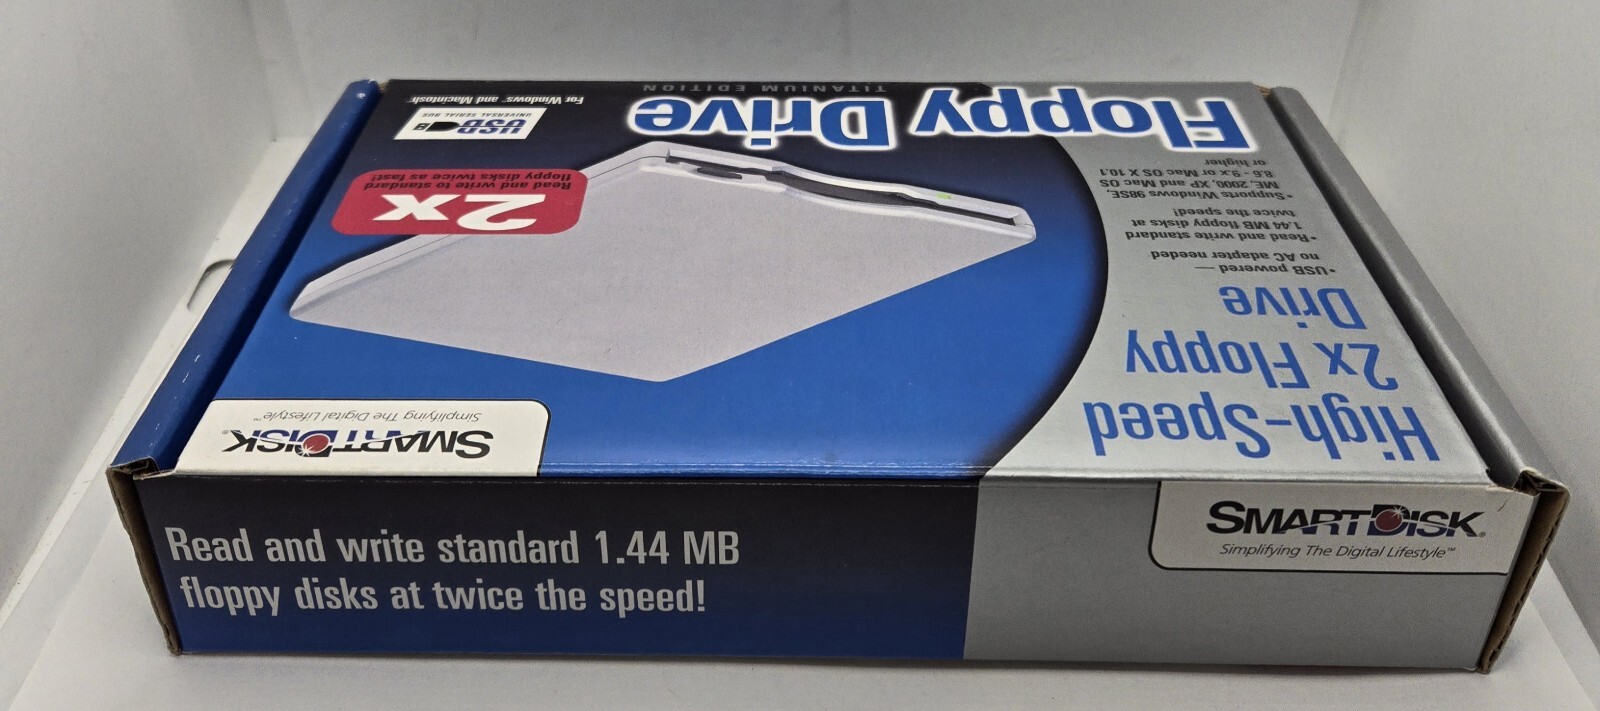 Floppy Drive
TITANIUM EDITION
USB
UNIVERSAL SERIAL BUS
For Windows™ and Macintosh™
2x
Read and write to standard
floppy disks twice as fast!
SMARTDISK.
Simplifying The Digital Lifestyle™
High-Speed
2x Floppy
Drive
•USB powered —
no AC adapter needed
•Read and write standard
1.44 MB floppy disks at
twice the speed!
•Supports Windows 98SE,
ME, 2000, XP and Mac OS
8.6 - 9.x or Mac OS X 10.1
or higher
Read and write standard 1.44 MB
floppy disks at twice the speed!
SMARTDISK®
Simplifying The Digital Lifestyle™